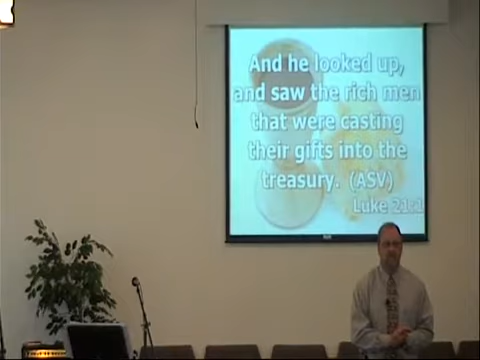 And he looked up,
and saw the rich men
that were casting
their gifts into the
treasury. (ASV)
Luke 21:1